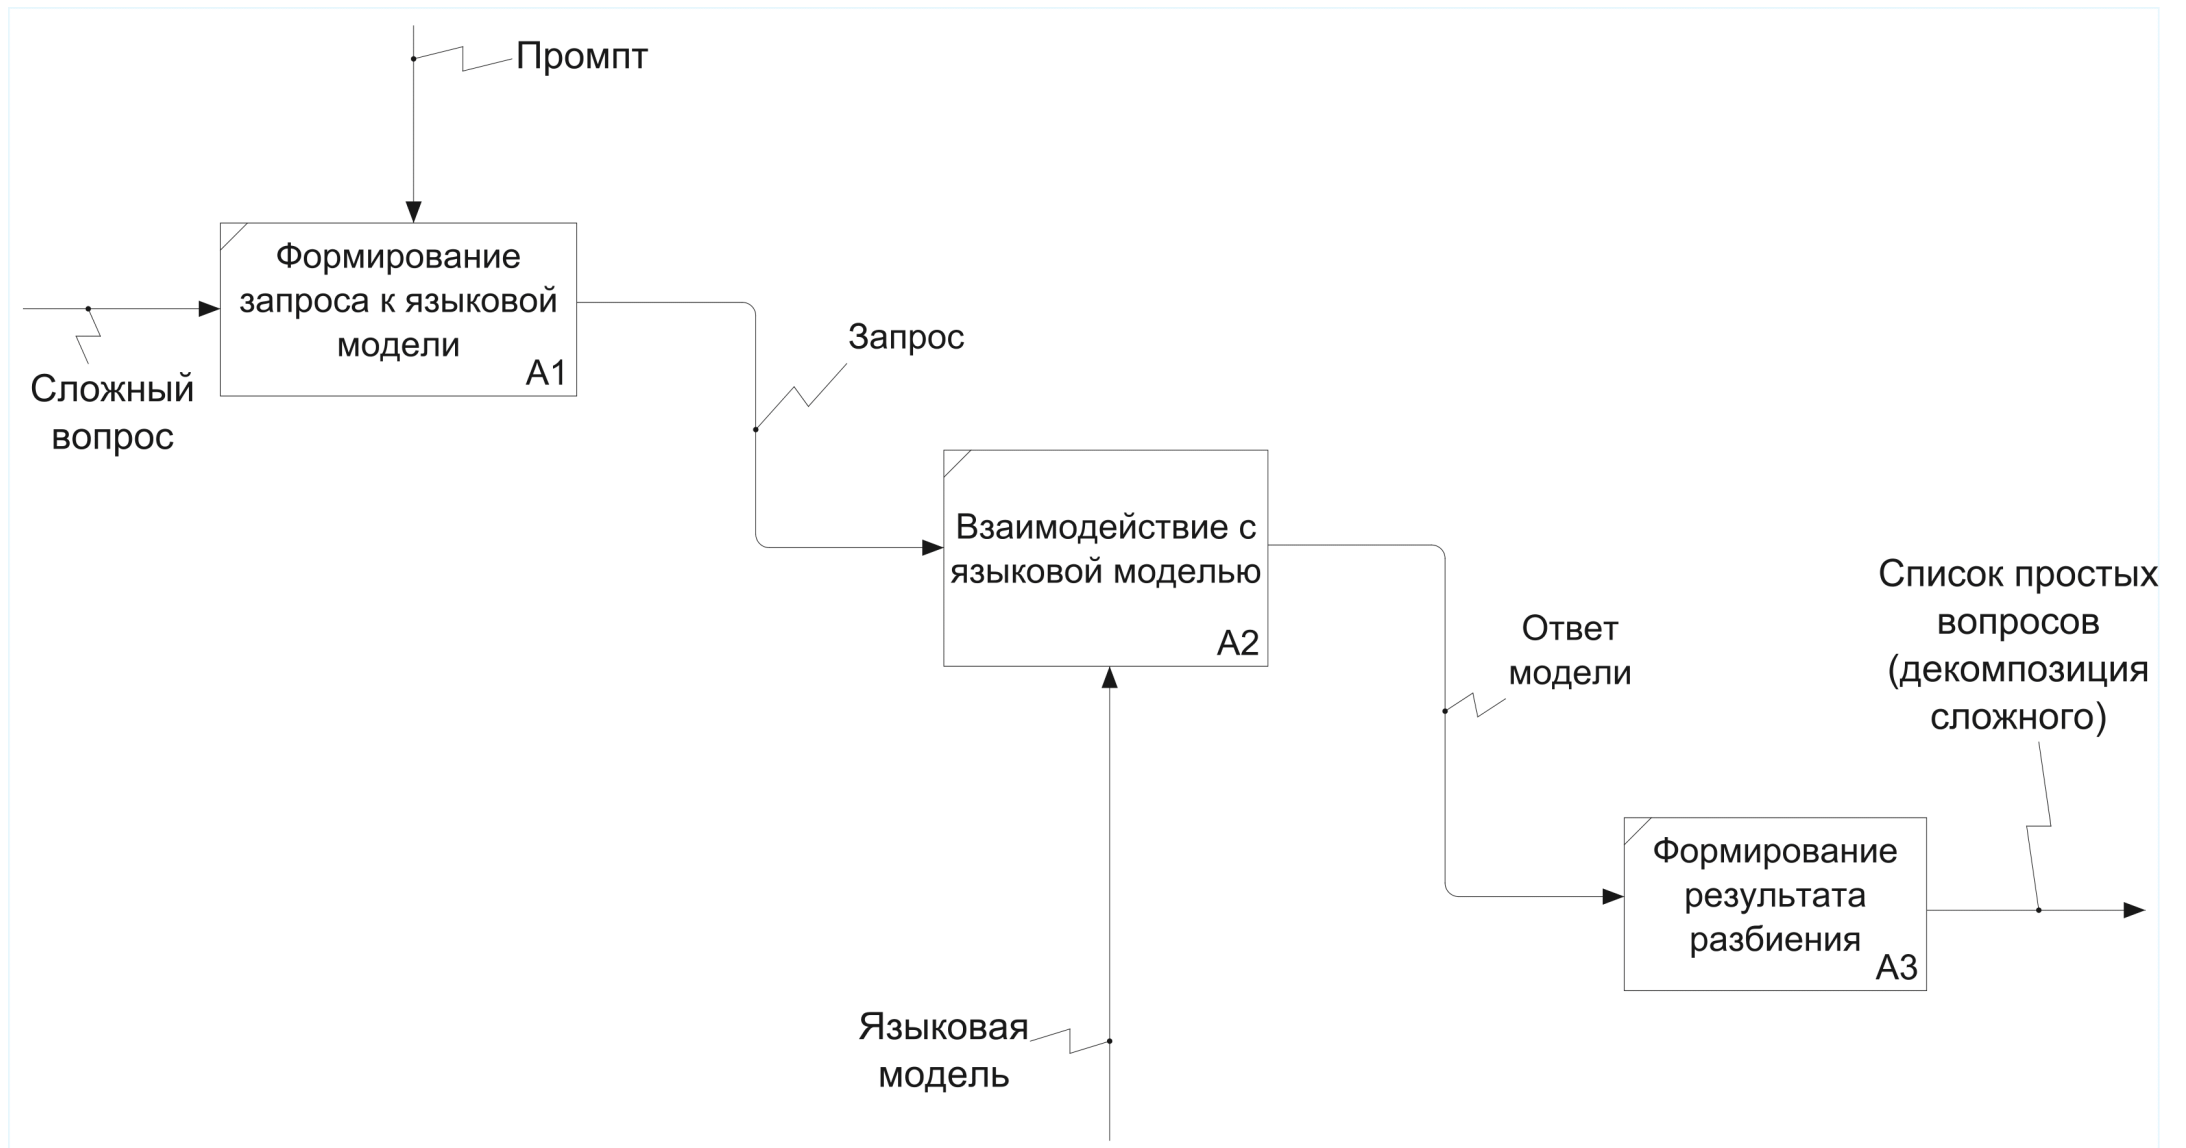 Промпт
Формирование
запроса к языковой
модели
А1
Сложный
вопрос
Запрос
Взаимодействие с
языковой моделью
А2
Ответ
модели
Список простых
вопросов
(декомпозиция
сложного)
Формирование
результата
разбиения
А3
Языковая
модель